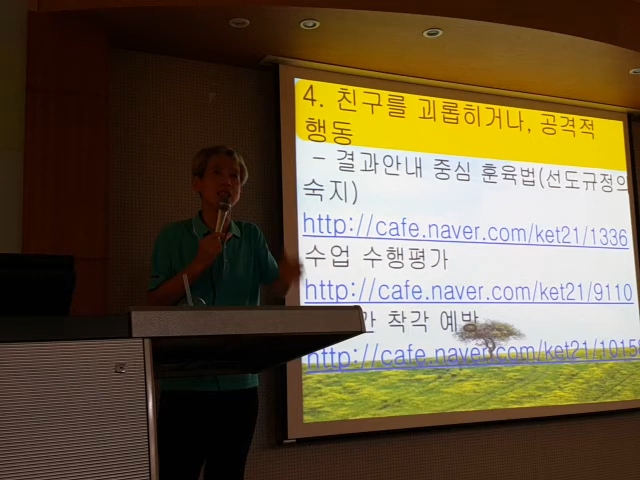 4. 친구를 괴롭히거나, 공격적
행동
- 결과안내 중심 훈육법(선도규정의
숙지)
http://cafe.naver.com/ket21/1336
수업 수행평가
http://cafe.naver.com/ket21/9110
착각 예방
http://cafe.naver.com/ket21/10158